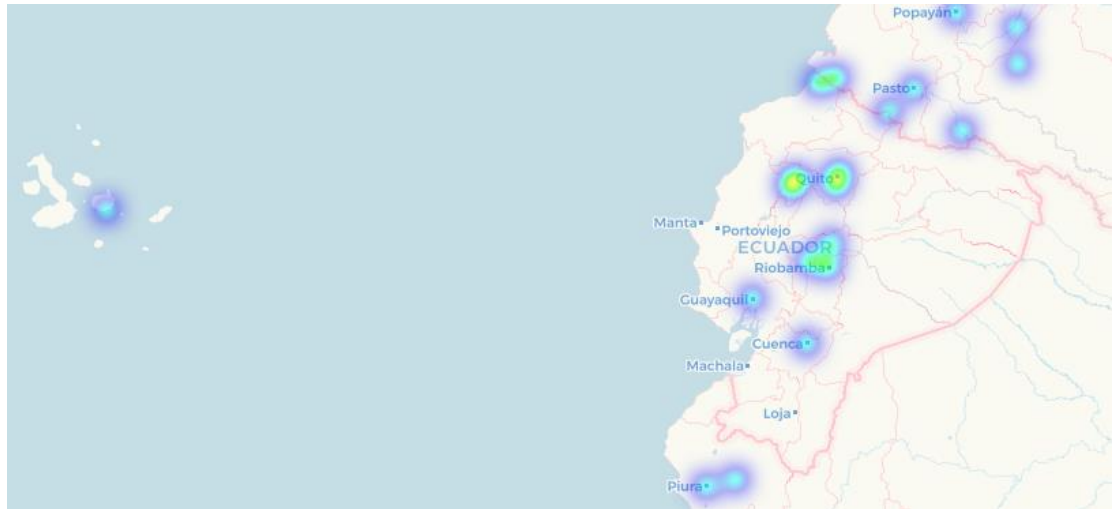 Popayán
Pasto
Quito
Manta
Portoviejo
ECUADOR
Riobamba
Guayaquil
Cuenca
Machala
Loja
Piura